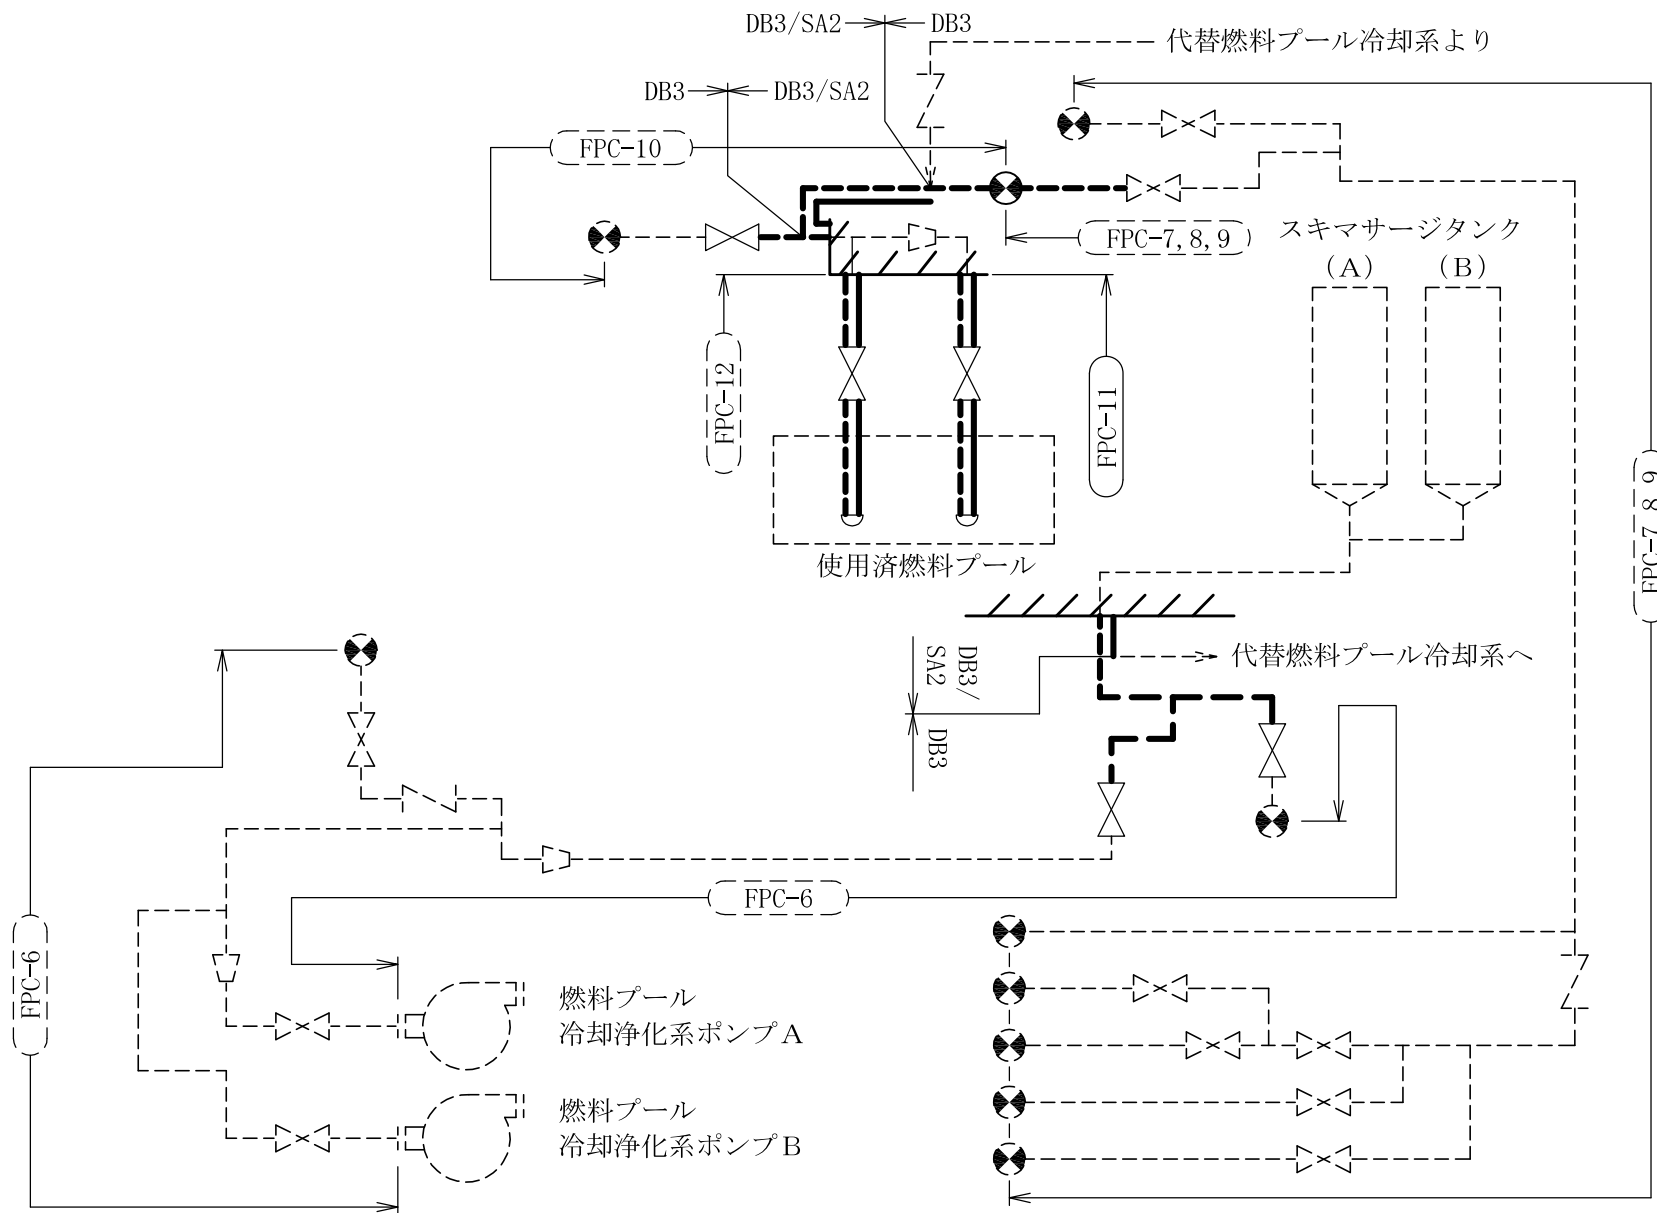 DB3/SA2
DB3
代替燃料プール冷却系より
DB3
DB3/SA2
FPC-10
FPC-7,8,9
スキマサージタンク
(A)
(B)
FPC-12
FPC-11
FPC-7,8,9
使用済燃料プール
DB3/
SA2
DB3
代替燃料プール冷却系へ
FPC-6
FPC-6
燃料プール
冷却浄化系ポンプA
燃料プール
冷却浄化系ポンプB